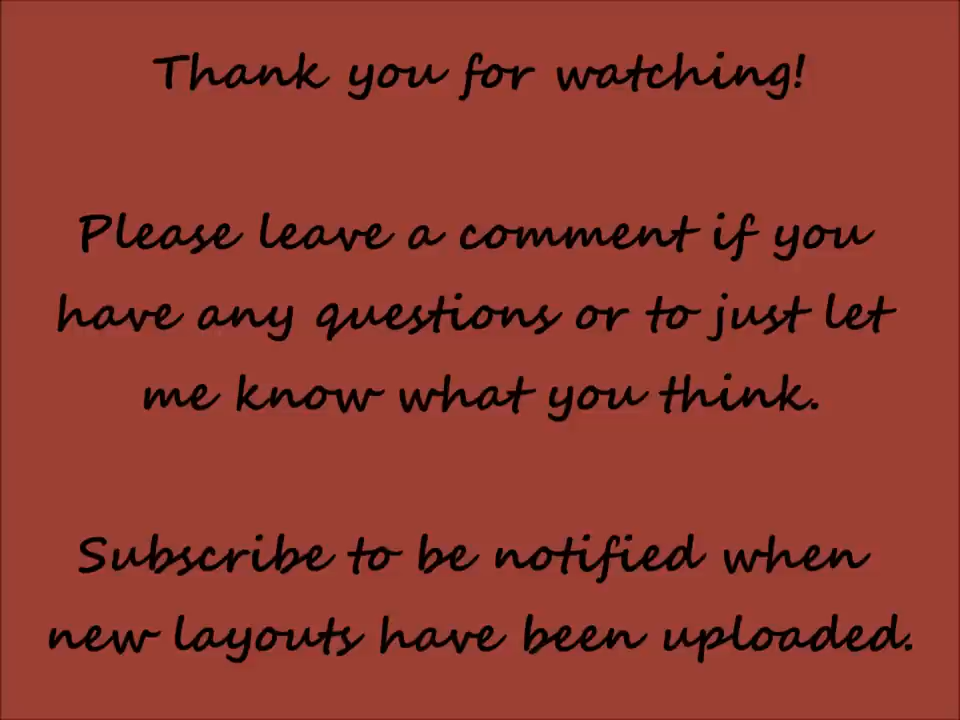 Thank you for watching!
Please leave a comment if you
have any questions or to just let
me know what you think.
Subscribe to be notified when
new layouts have been uploaded.